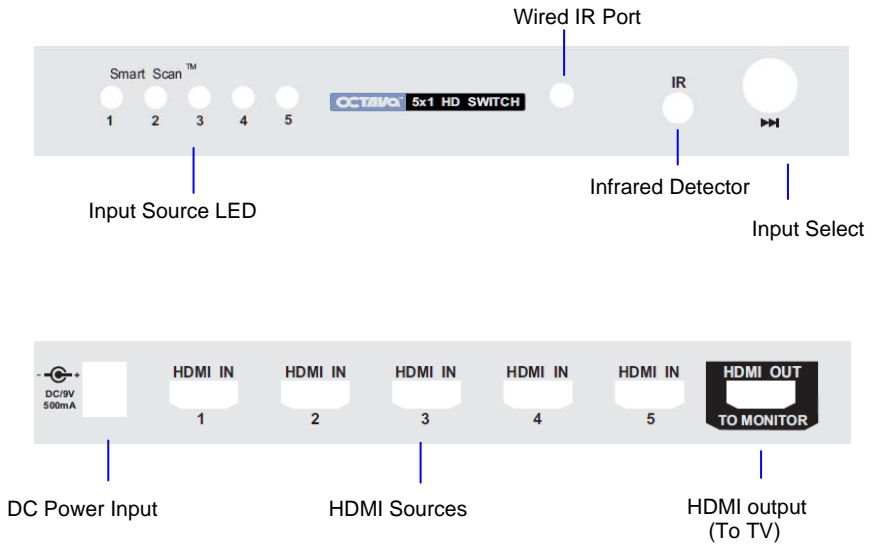 Wired IR Port
Smart Scan™
1 2 3 4 5
OCTAVA™ 5x1 HD SWITCH
IR
Infrared Detector
Input Source LED
Input Select
- +
DC/9V
500mA
HDMI IN HDMI IN HDMI IN HDMI IN HDMI IN HDMI OUT
1 2 3 4 5 TO MONITOR
DC Power Input
HDMI Sources
HDMI output
(To TV)